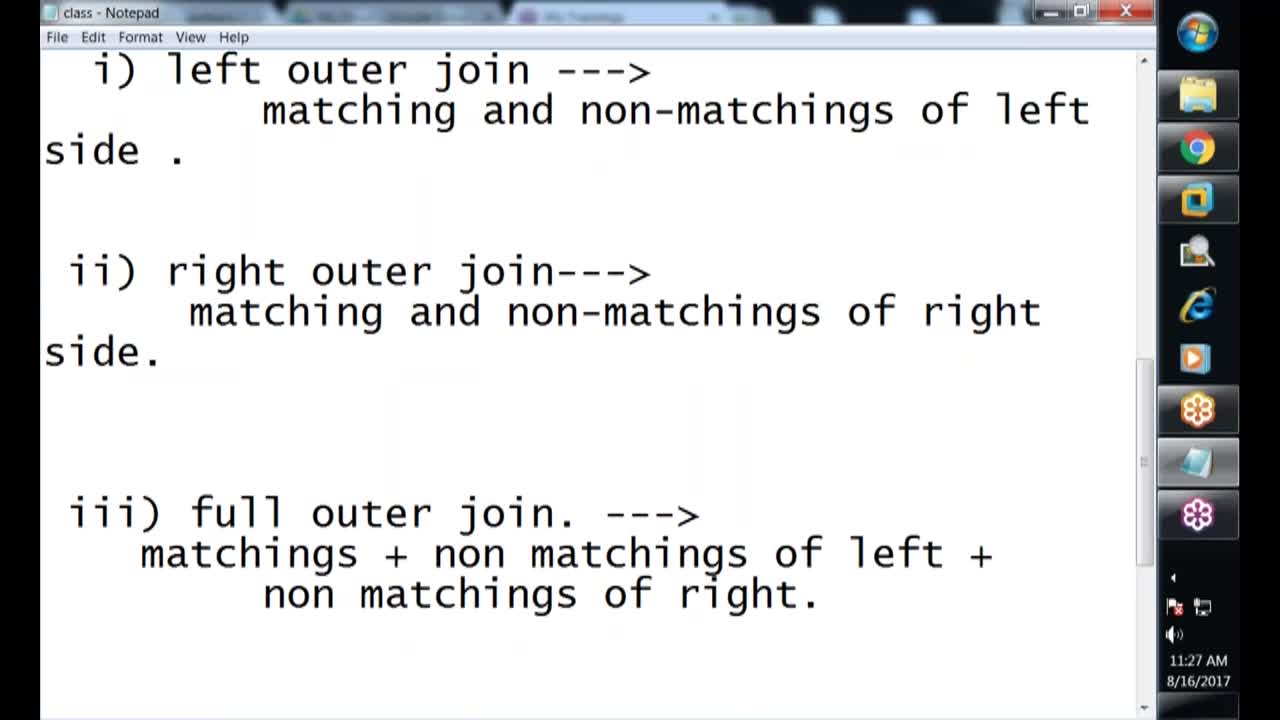 class - Notepad
File Edit Format View Help
i) left outer join --->
matching and non-matchings of left
side .
ii) right outer join--->
matching and non-matchings of right
side.
iii) full outer join. --->
matchings + non matchings of left +
non matchings of right.
11:27 AM
8/16/2017